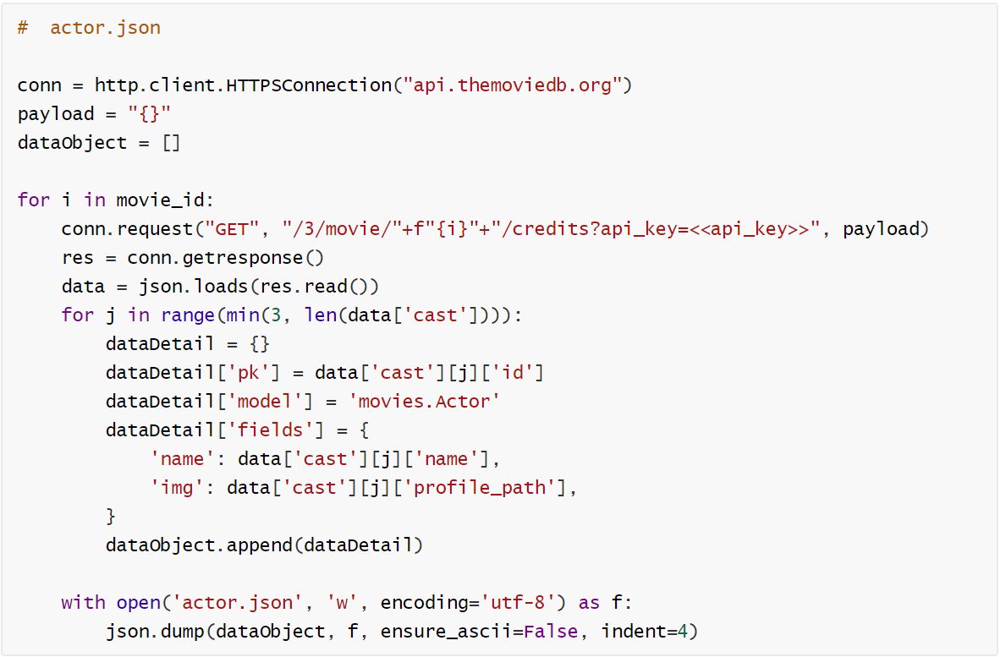 #  actor.json

conn = http.client.HTTPSConnection("api.themoviedb.org")
payload = "{}"
dataObject = []

for i in movie_id:
    conn.request("GET", "/3/movie/"+f"{i}"+"/credits?api_key=<<api_key>>", payload)
    res = conn.getresponse()
    data = json.loads(res.read())
    for j in range(min(3, len(data['cast']))):
        dataDetail = {}
        dataDetail['pk'] = data['cast'][j]['id']
        dataDetail['model'] = 'movies.Actor'
        dataDetail['fields'] = {
            'name': data['cast'][j]['name'],
            'img': data['cast'][j]['profile_path'],
        }
        dataObject.append(dataDetail)

    with open('actor.json', 'w', encoding='utf-8') as f:
        json.dump(dataObject, f, ensure_ascii=False, indent=4)